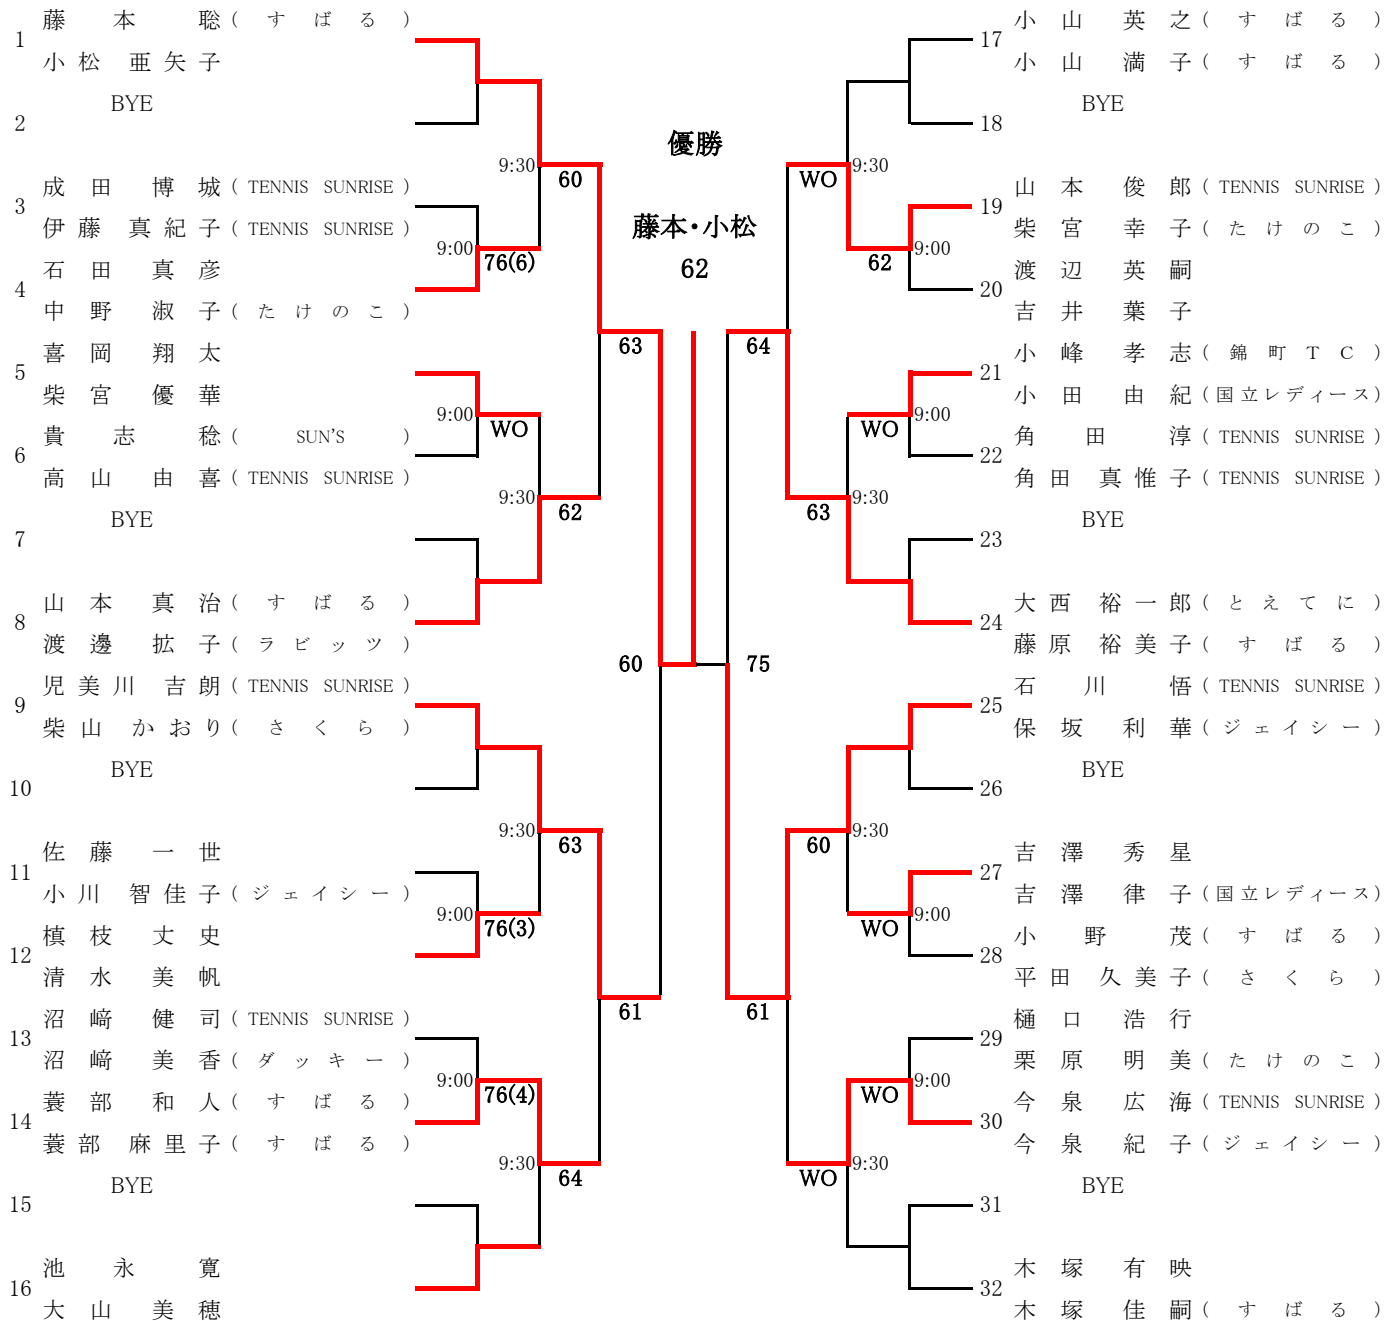 1 藤本 聡(すばる)
小松 亜矢子
2 BYE
3 成田 博城(TENNIS SUNRISE)
伊藤 真紀子(TENNIS SUNRISE)
4 石田 真彦
中野 淑子(たけのこ)
5 喜岡 翔太
柴宮 優華
6 貴志 稔(SUN'S)
高山 由喜(TENNIS SUNRISE)
7 BYE
8 山本 真治(すばる)
渡邊 拡子(ラビッツ)
9 児美川 吉朗(TENNIS SUNRISE)
柴山 かおり(さくら)
10 BYE
11 佐藤 一世
小川 智佳子(ジェイシー)
12 槙枝 丈史
清水 美帆
13 沼﨑 健司(TENNIS SUNRISE)
沼﨑 美香(ダッキー)
14 蓑部 和人(すばる)
蓑部 麻里子(すばる)
15 BYE
16 池永 寛
大山 美穂
9:00
76(6)
9:00
WO
9:00
76(3)
9:00
76(4)
9:30
60
9:30
62
9:30
63
9:30
64
63
61
60
優勝
藤本・小松
62
75
64
61
WO
9:30
63
9:30
60
9:30
WO
9:30
62
9:00
WO
9:00
WO
9:00
WO
9:00
17 小山 英之(すばる)
小山 満子(すばる)
18 BYE
19 山本 俊郎(TENNIS SUNRISE)
柴宮 幸子(たけのこ)
20 渡辺 英嗣
吉井 葉子
21 小峰 孝志(錦町TC)
小田 由紀(国立レディース)
22 角田 淳(TENNIS SUNRISE)
角田 真惟子(TENNIS SUNRISE)
23 BYE
24 大西 裕一郎(とえてに)
藤原 裕美子(すばる)
25 石川 悟(TENNIS SUNRISE)
保坂 利華(ジェイシー)
26 BYE
27 吉澤 秀星
吉澤 律子(国立レディース)
28 小野 茂(すばる)
平田 久美子(さくら)
29 樋口 浩行
栗原 明美(たけのこ)
30 今泉 広海(TENNIS SUNRISE)
今泉 紀子(ジェイシー)
31 BYE
32 木塚 有映
木塚 佳嗣(すばる)